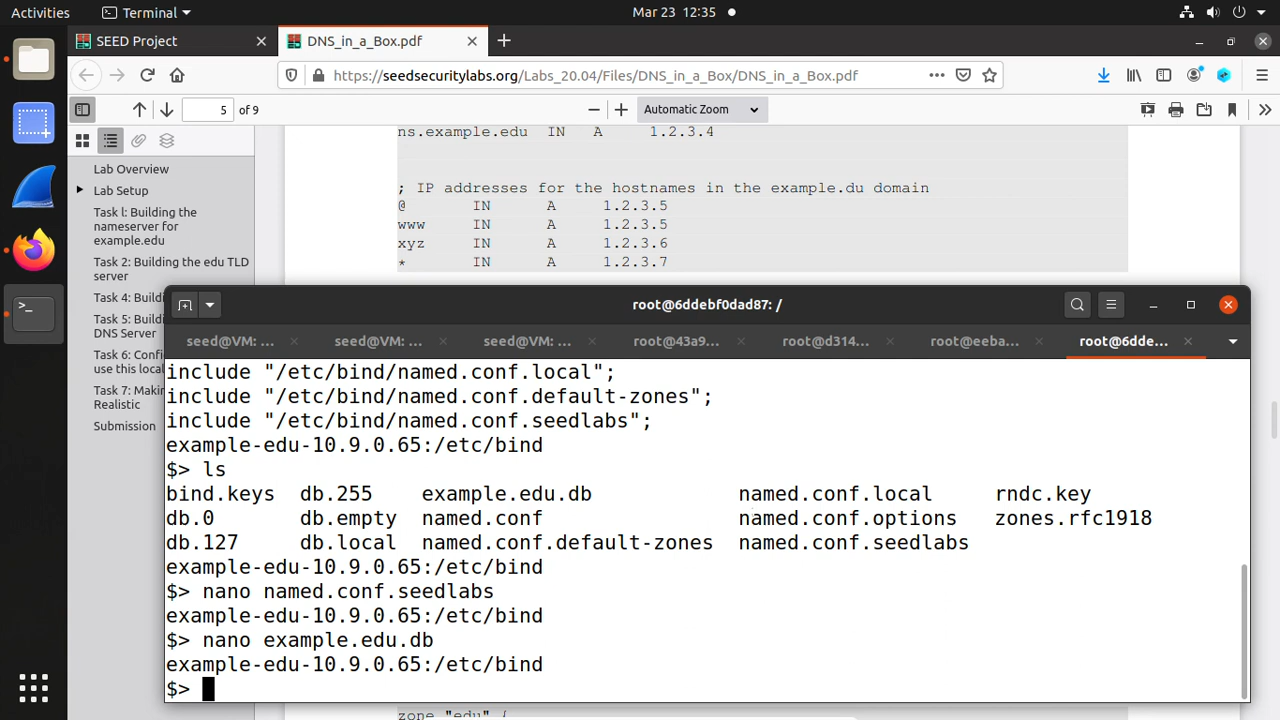 Activities
Terminal
Mar 23 12:35
SEED Project
DNS_in_a_Box.pdf
https://seedsecuritylabs.org/Labs_20.04/Files/DNS_in_a_Box/DNS_in_a_Box.pdf
5 of 9
Automatic Zoom
Lab Overview
Lab Setup
Task l: Building the
nameserver for
example.edu
Task 2: Building the edu TLD
server
Task 4: Buildi
Task 5: Buildi
DNS Server
Task 6: Confi
use this local
Task 7: Makin
Realistic
Submission
ns.example.edu IN A 1.2.3.4
; IP addresses for the hostnames in the example.du domain
@ IN A 1.2.3.5
www IN A 1.2.3.5
xyz IN A 1.2.3.6
* IN A 1.2.3.7
root@6ddebf0dad87: /
seed@VM: ...
seed@VM: ...
seed@VM: ...
root@43a9...
root@d314...
root@eeba...
root@6dde...
include "/etc/bind/named.conf.local";
include "/etc/bind/named.conf.default-zones";
include "/etc/bind/named.conf.seedlabs";
example-edu-10.9.0.65:/etc/bind
$> ls
bind.keys db.255 example.edu.db named.conf.local rndc.key
db.0 db.empty named.conf named.conf.options zones.rfc1918
db.127 db.local named.conf.default-zones named.conf.seedlabs
example-edu-10.9.0.65:/etc/bind
$> nano named.conf.seedlabs
example-edu-10.9.0.65:/etc/bind
$> nano example.edu.db
example-edu-10.9.0.65:/etc/bind
$>
zone "edu" {